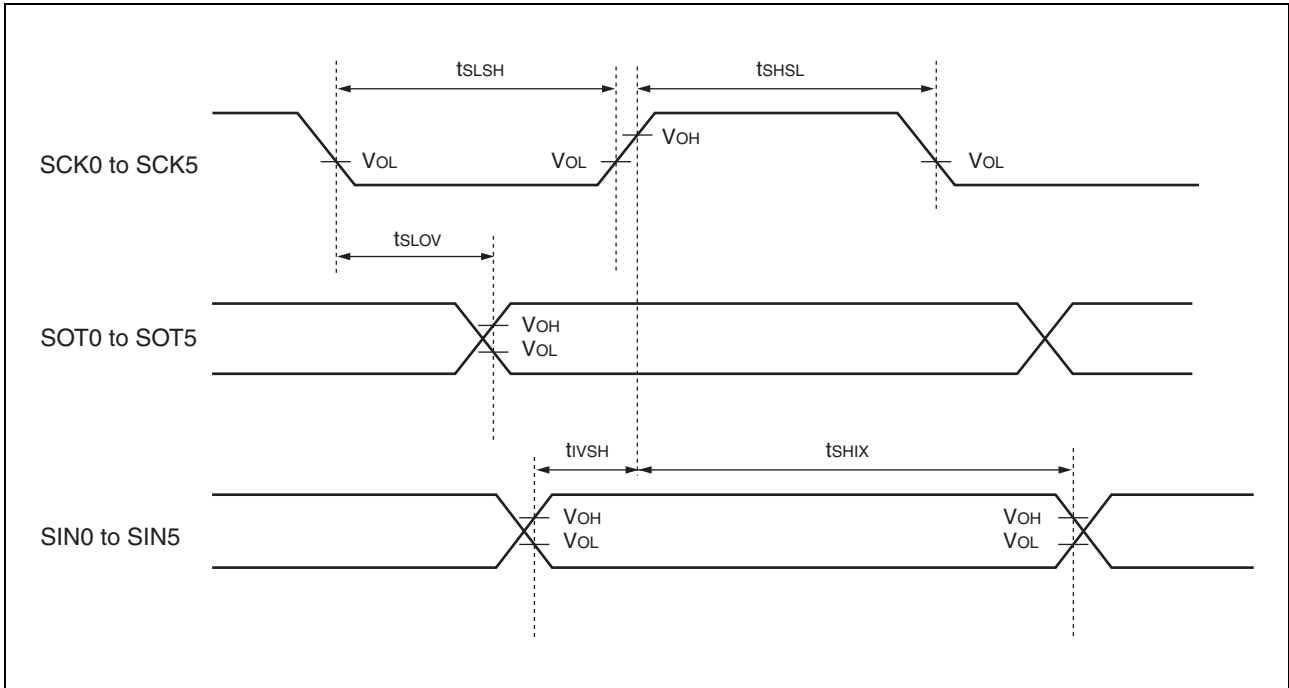 tSLSH tSHSL
VOH
SCK0 to SCK5 VOL VOL VOL
tSLOV
VOH
SOT0 to SOT5
VOL
tIVSH tSHIX
VOH VOH
SIN0 to SIN5
VOL VOL